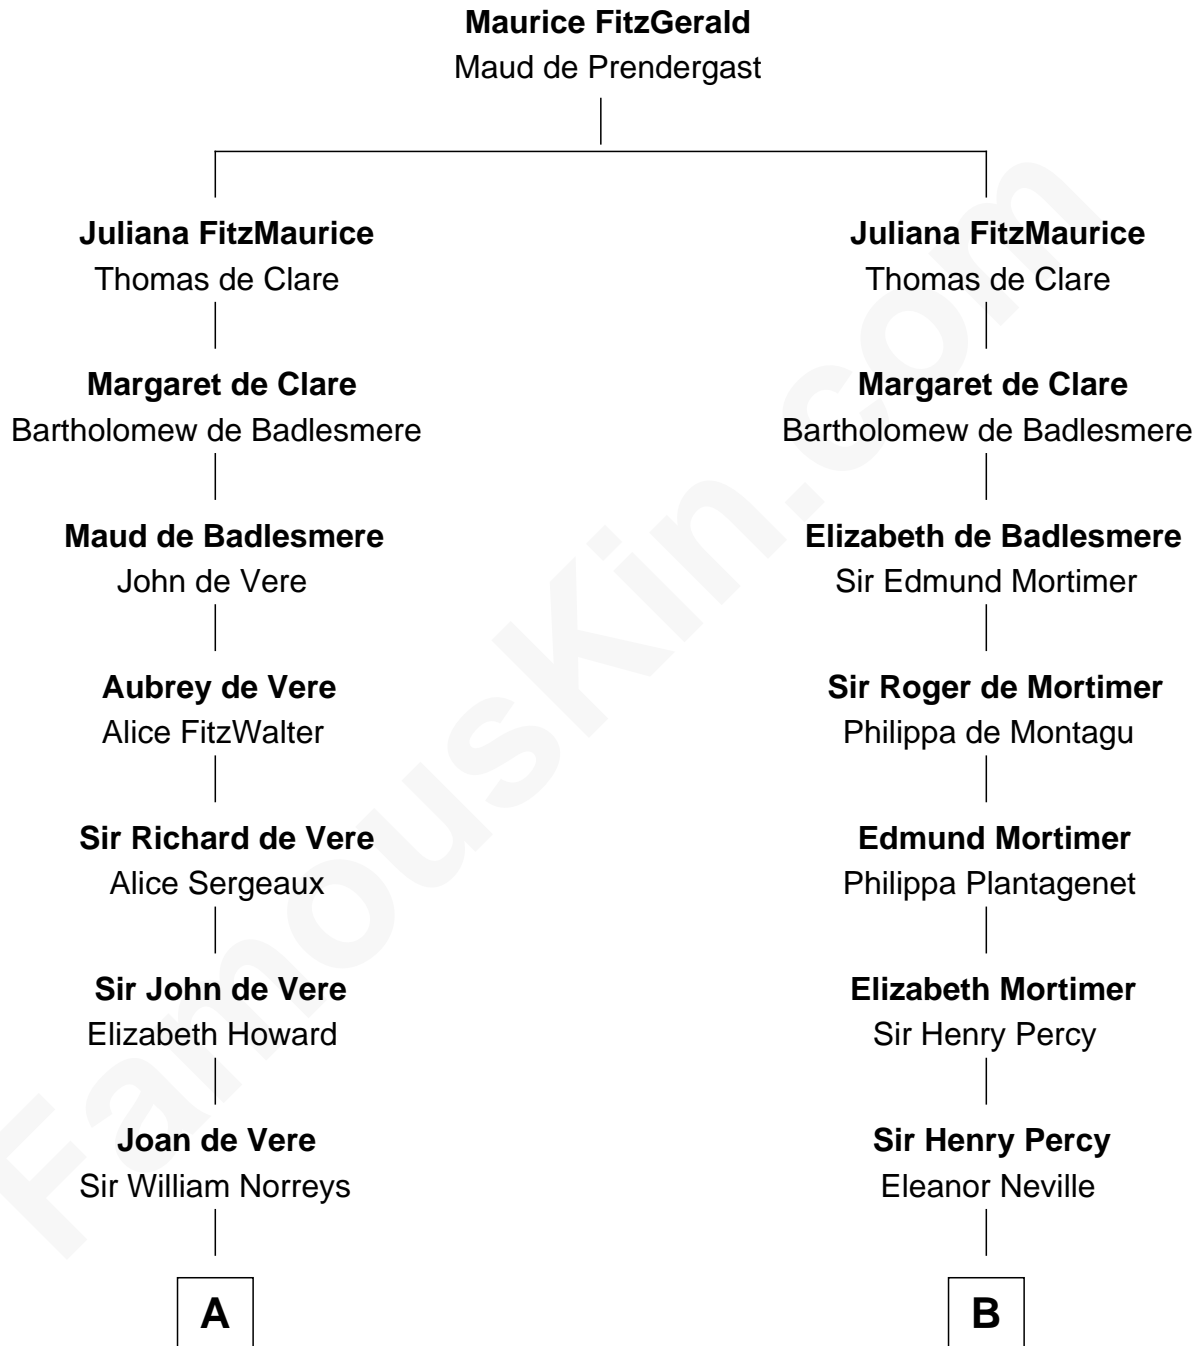 Maurice FitzGerald
Maud de Prendergast
Juliana FitzMaurice
Thomas de Clare
Juliana FitzMaurice
Thomas de Clare
Margaret de Clare
Bartholomew de Badlesmere
Margaret de Clare
Bartholomew de Badlesmere
Maud de Badlesmere
John de Vere
Elizabeth de Badlesmere
Sir Edmund Mortimer
Aubrey de Vere
Alice FitzWalter
Sir Roger de Mortimer
Philippa de Montagu
Sir Richard de Vere
Alice Sergeaux
Edmund Mortimer
Philippa Plantagenet
Sir John de Vere
Elizabeth Howard
Elizabeth Mortimer
Sir Henry Percy
Joan de Vere
Sir William Norreys
Sir Henry Percy
Eleanor Neville
A
B
FamousKin.com